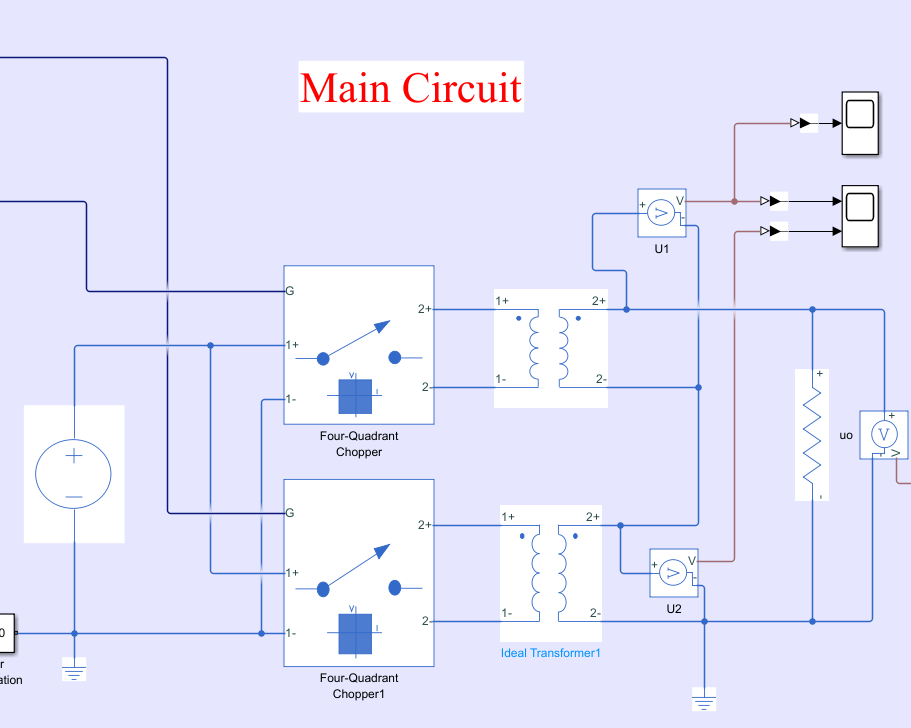 Main Circuit
+ V
V -
U1
G
2+
1+ 2+
1+
+
V I
1- 2-
1-
2-
uo
+
V
V
Four-Quadrant
Chopper
+
G
2+
1+ 2+
+ V
V -
1+
U2
0
V I
1-
2-
1- 2-
-
r
ation
Ideal Transformer1
Four-Quadrant
Chopper1